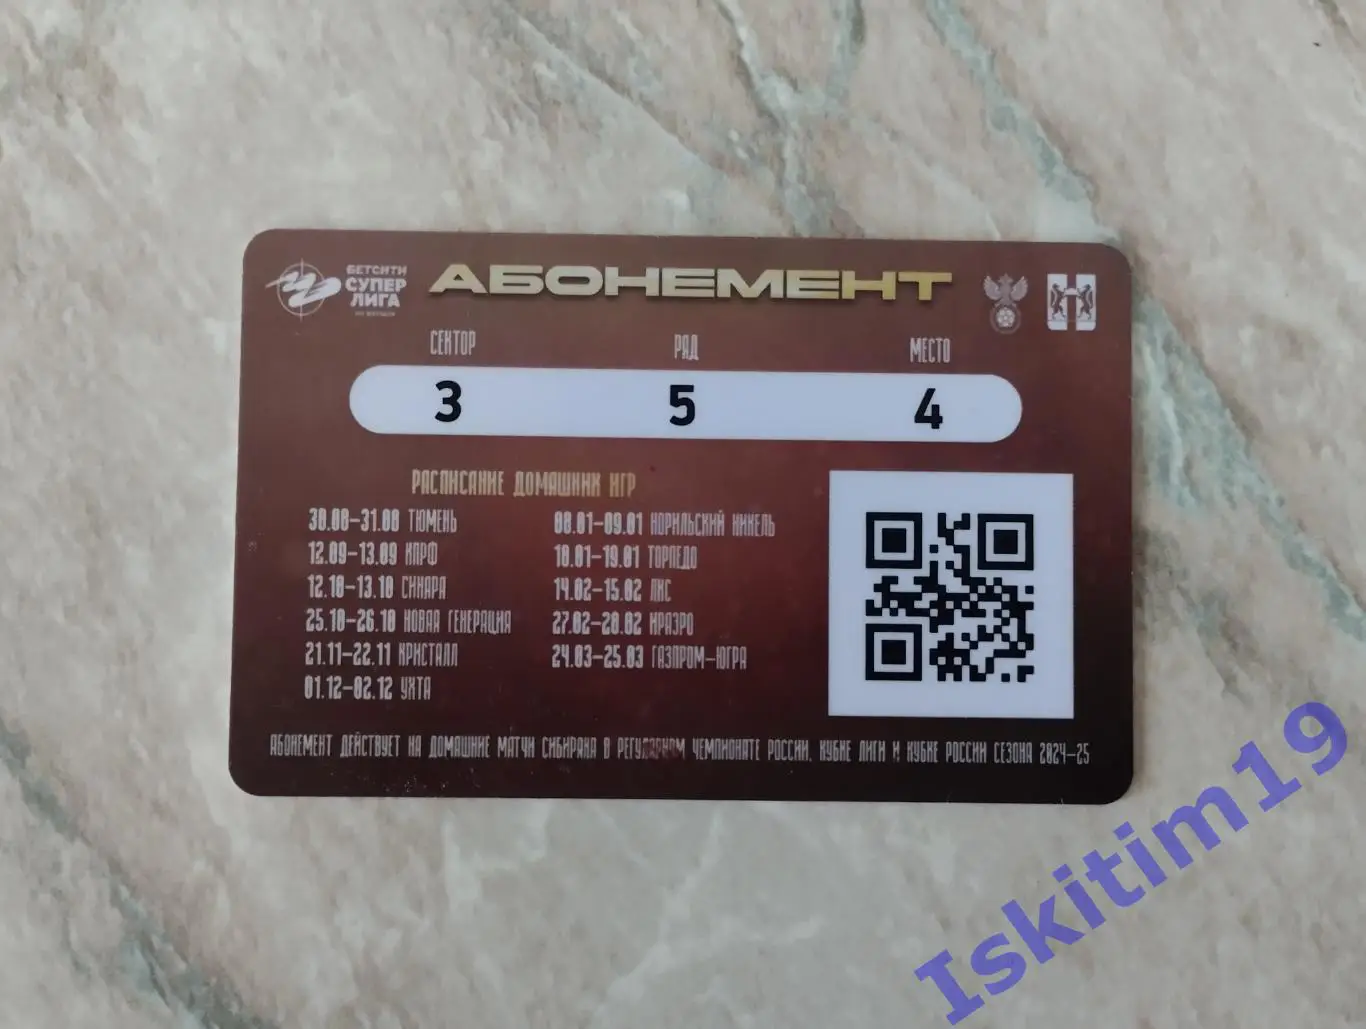 БЕТСИТИ
СУПЕР
ЛИГА
АБОНЕМЕНТ
СЕКТОР РЯД МЕСТО
3 5 4
РАСПИСАНИЕ ДОМАШНИХ ИГР
30.08-31.08 ТЮМЕНЬ
12.09-13.09 КПРФ
12.10-13.10 СИНАРА
25.10-26.10 НОВАЯ ГЕНЕРАЦИЯ
21.11-22.11 КРИСТАЛЛ
01.12-02.12 УХТА
08.01-09.01 НОРИЛЬСКИЙ НИКЕЛЬ
18.01-19.01 ТОРПЕДО
14.02-15.02 ЛКС
27.02-28.02 ИРАЭРО
24.03-25.03 ГАЗПРОМ-ЮГРА
АБОНЕМЕНТ ДЕЙСТВУЕТ НА ДОМАШНИЕ МАТЧИ СИБИРЯКА В РЕГУЛЯРНОМ ЧЕМПИОНАТЕ РОССИИ, КУБКЕ ЛИГИ И КУБКЕ РОССИИ СЕЗОНА 2024-25
Iskitim19